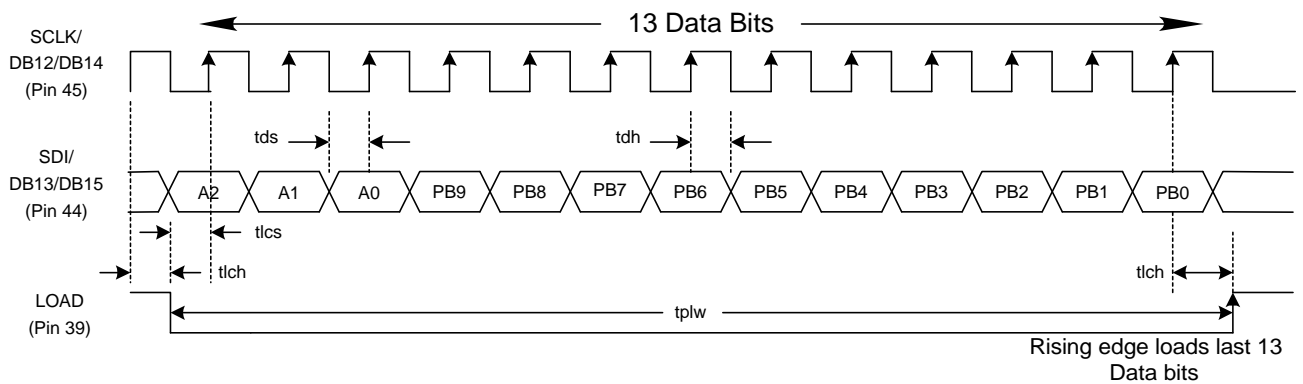 13 Data Bits
SCLK/
DB12/DB14
(Pin 45)
tds
tdh
SDI/
DB13/DB15
(Pin 44)
A2 A1 A0 PB9 PB8 PB7 PB6 PB5 PB4 PB3 PB2 PB1 PB0
tlcs
tlch
tlch
LOAD
(Pin 39)
tplw
Rising edge loads last 13
Data bits